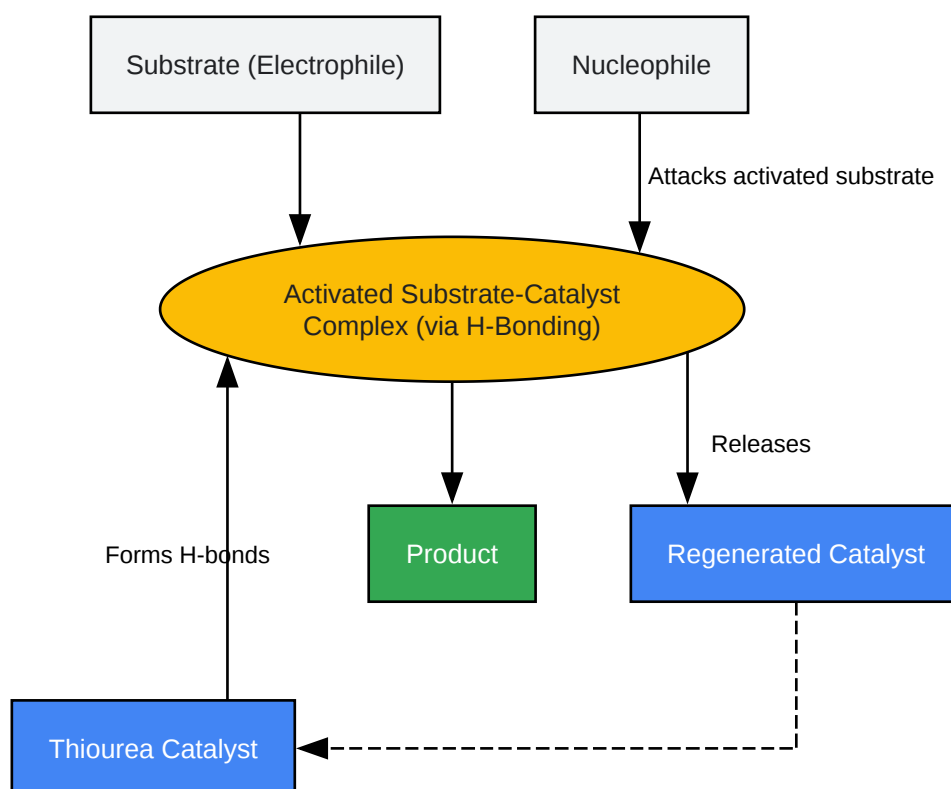 Substrate (Electrophile)
Nucleophile
Attacks activated substrate
Activated Substrate-Catalyst
Complex (via H-Bonding)
Releases
Forms H-bonds
Product
Regenerated Catalyst
Thiourea Catalyst